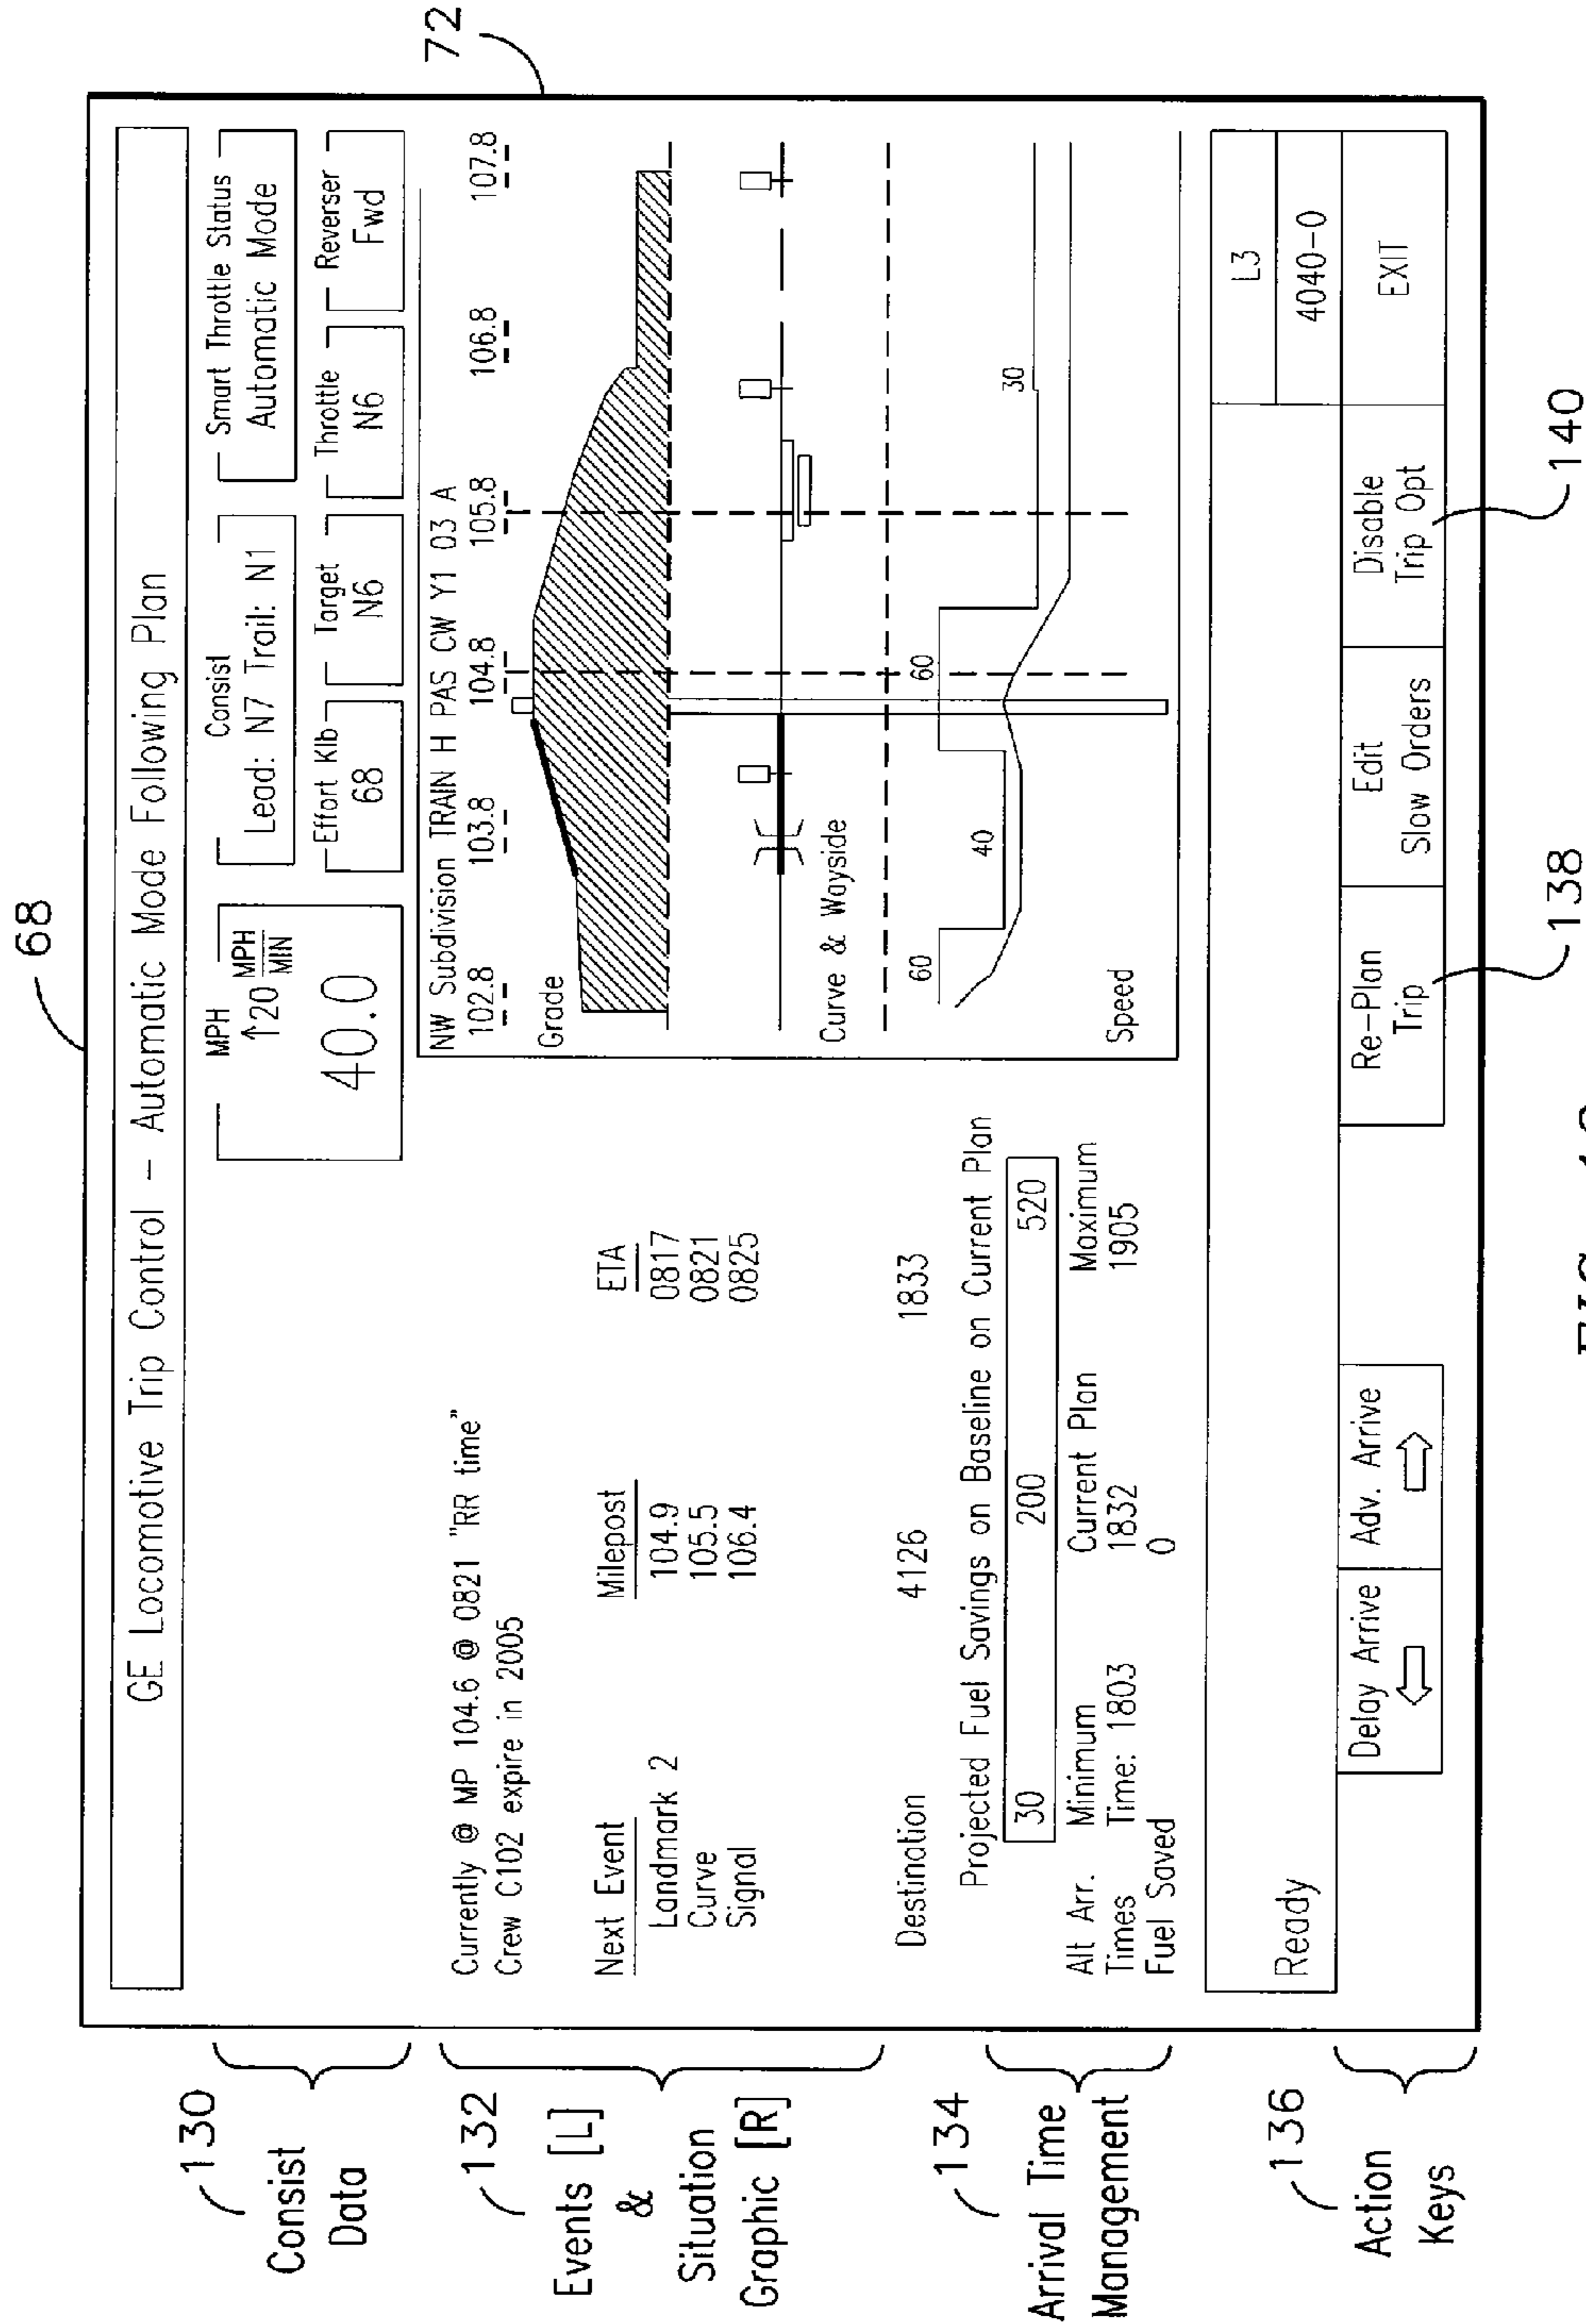 68
72
GE Locomotive Trip Control – Automatic Mode Following Plan
130
Consist
Data
MPH
↑20 MPH
MIN
40.0
Consist
Lead: N7 Trail: N1
Smart Throttle Status
Automatic Mode
Effort Klb
68
Target
N6
Throttle
N6
Reverser
Fwd
132
Events [L]
&
Situation
Graphic [R]
Currently @ MP 104.6 @ 0821 "RR time"
Crew C102 expire in 2005
Next Event Milepost ETA
Landmark 2 104.9 0817
Curve 105.5 0821
Signal 106.4 0825
Destination 4126 1833
NW Subdivision TRAIN H PAS CW Y1 03 A
102.8 103.8 104.8 105.8 106.8 107.8
Grade
Curve & Wayside
60 40 60 30
Speed
134
Arrival Time
Management
Projected Fuel Savings on Baseline on Current Plan
30 200 520
Alt Arr. Minimum Current Plan Maximum
Times Time: 1803 1832 1905
Fuel Saved 0
136
Action
Keys
Ready
L3
4040-0
Delay Arrive
Adv. Arrive
Re-Plan
Trip
Edit
Slow Orders
Disable
Trip Opt
EXIT
138
140